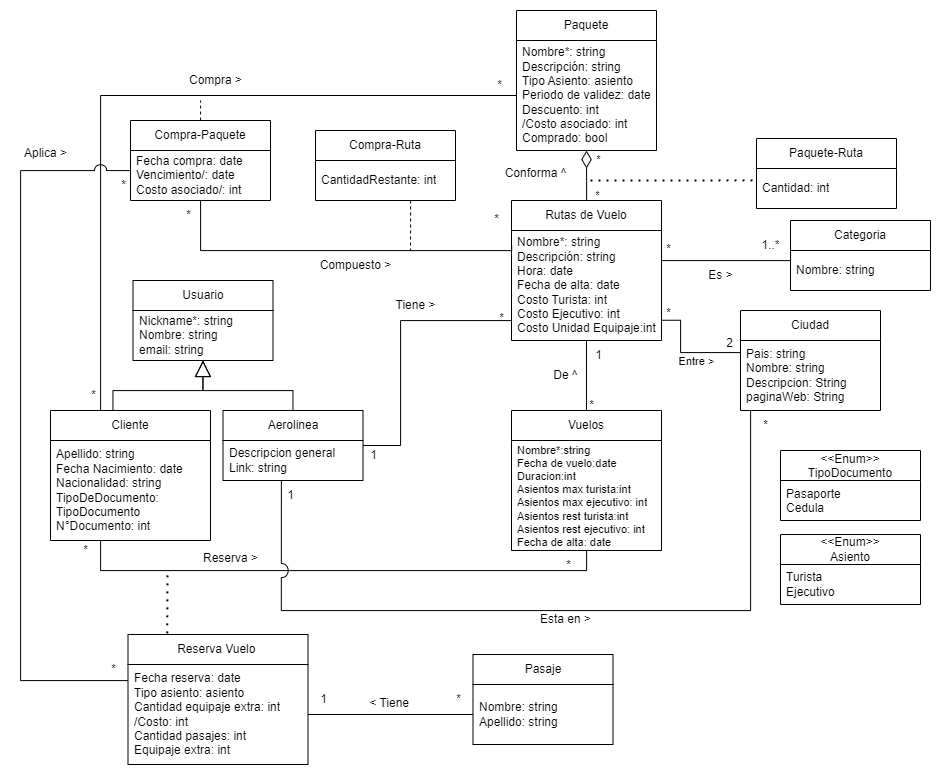 Paquete
Nombre*: string
Descripción: string
Tipo Asiento: asiento
Periodo de validez: date
Descuento: int
/Costo asociado: int
Comprado: bool
Compra >
*
Compra-Paquete
Fecha compra: date
Vencimiento/: date
Costo asociado/: int
Aplica >
*
*
Compra-Ruta
CantidadRestante: int
Conforma ^
*
*
Paquete-Ruta
Cantidad: int
*
Rutas de Vuelo
Nombre*: string
Descripción: string
Hora: date
Fecha de alta: date
Costo Turista: int
Costo Ejecutivo: int
Costo Unidad Equipaje:int
Compuesto >
*
1..*
Es >
Categoria
Nombre: string
Usuario
Nickname*: string
Nombre: string
email: string
Tiene >
*
*
2
Entre >
Ciudad
Pais: string
Nombre: string
Descripcion: String
paginaWeb: String
*
1
De ^
*
*
Cliente
Apellido: string
Fecha Nacimiento: date
Nacionalidad: string
TipoDeDocumento:
TipoDocumento
N°Documento: int
*
Aerolinea
Descripcion general
Link: string
1
1
Vuelos
Nombre*:string
Fecha de vuelo:date
Duracion:int
Asientos max turista:int
Asientos max ejecutivo: int
Asientos rest turista:int
Asientos rest ejecutivo: int
Fecha de alta: date
*
<<Enum>>
TipoDocumento
Pasaporte
Cedula
<<Enum>>
Asiento
Turista
Ejecutivo
Reserva >
Esta en >
*
Reserva Vuelo
Fecha reserva: date
Tipo asiento: asiento
Cantidad equipaje extra: int
/Costo: int
Cantidad pasajes: int
Equipaje extra: int
1
< Tiene
*
Pasaje
Nombre: string
Apellido: string